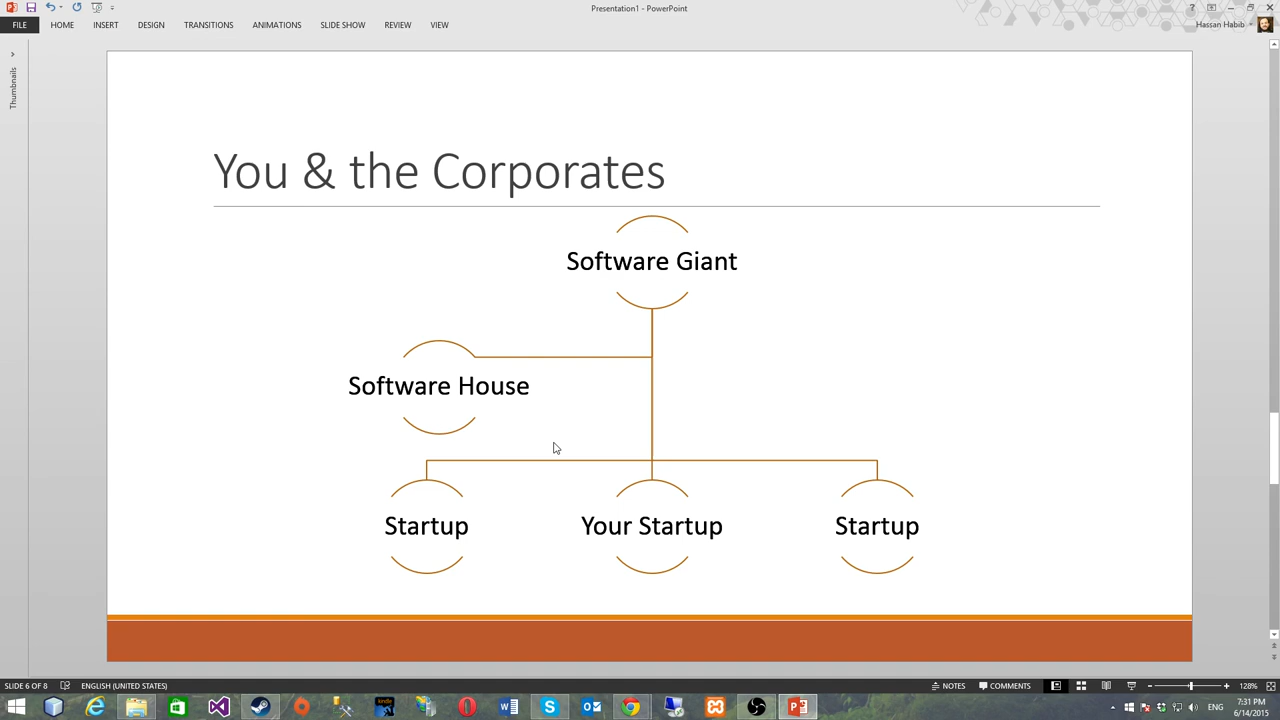 Presentation1 - PowerPoint
FILE HOME INSERT DESIGN TRANSITIONS ANIMATIONS SLIDE SHOW REVIEW VIEW
Hassan Habib
Thumbnails
You & the Corporates
Software Giant
Software House
Startup
Your Startup
Startup
SLIDE 6 OF 8 ENGLISH (UNITED STATES) NOTES COMMENTS 128%
ENG
7:31 PM
6/14/2015